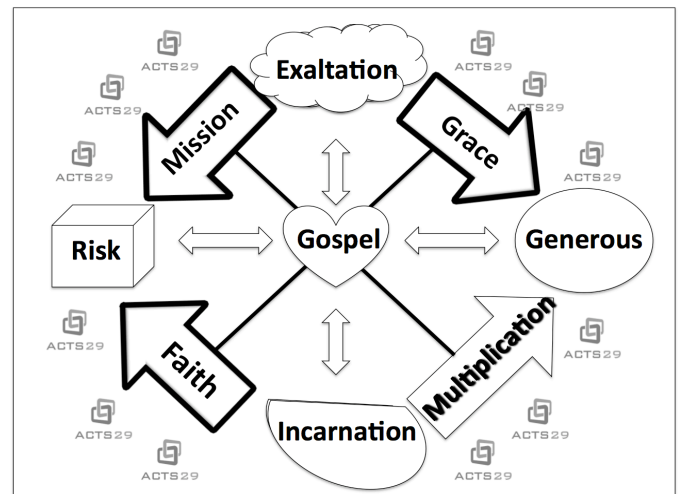 ACTS29
Exaltation
ACTS29
ACTS29
Mission
Grace
ACTS29
ACTS29
ACTS29
Risk
Gospel
Generous
ACTS29
Faith
Multiplication
ACTS29
ACTS29
Incarnation
ACTS29
ACTS29
ACTS29